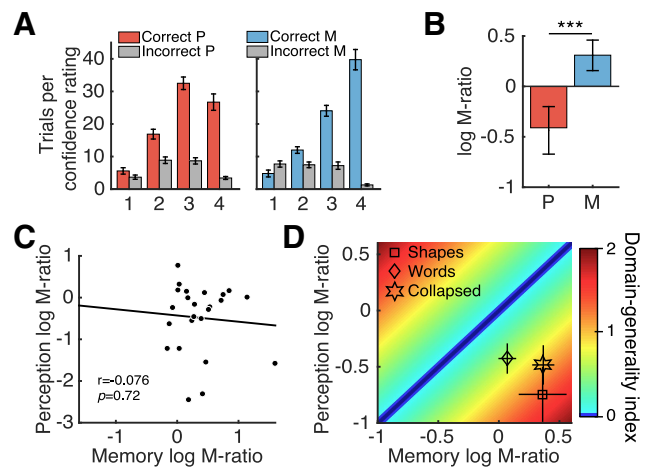 A
Correct P
Incorrect P
Correct M
Incorrect M
Trials per
confidence rating
40
30
20
10
0
1 2 3 4
1 2 3 4
B
***
log M-ratio
0.5
0
-0.5
-1
P M
C
Perception log M-ratio
1
0
-1
-2
-3
r=-0.076
p=0.72
-1 0 1
Memory log M-ratio
D
Perception log M-ratio
0.5
0
-0.5
-1
Shapes
Words
Collapsed
-1 -0.5 0 0.5
Memory log M-ratio
2
1
0
Domain-generality index